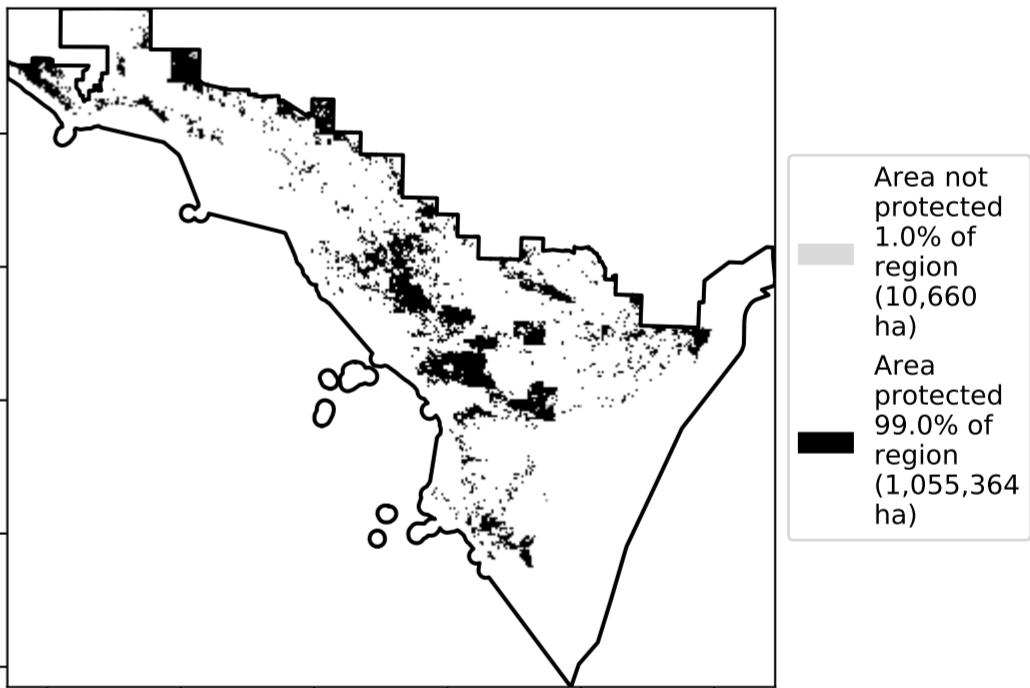 Area not
protected
1.0% of
region
(10,660
ha)
Area
protected
99.0% of
region
(1,055,364
ha)